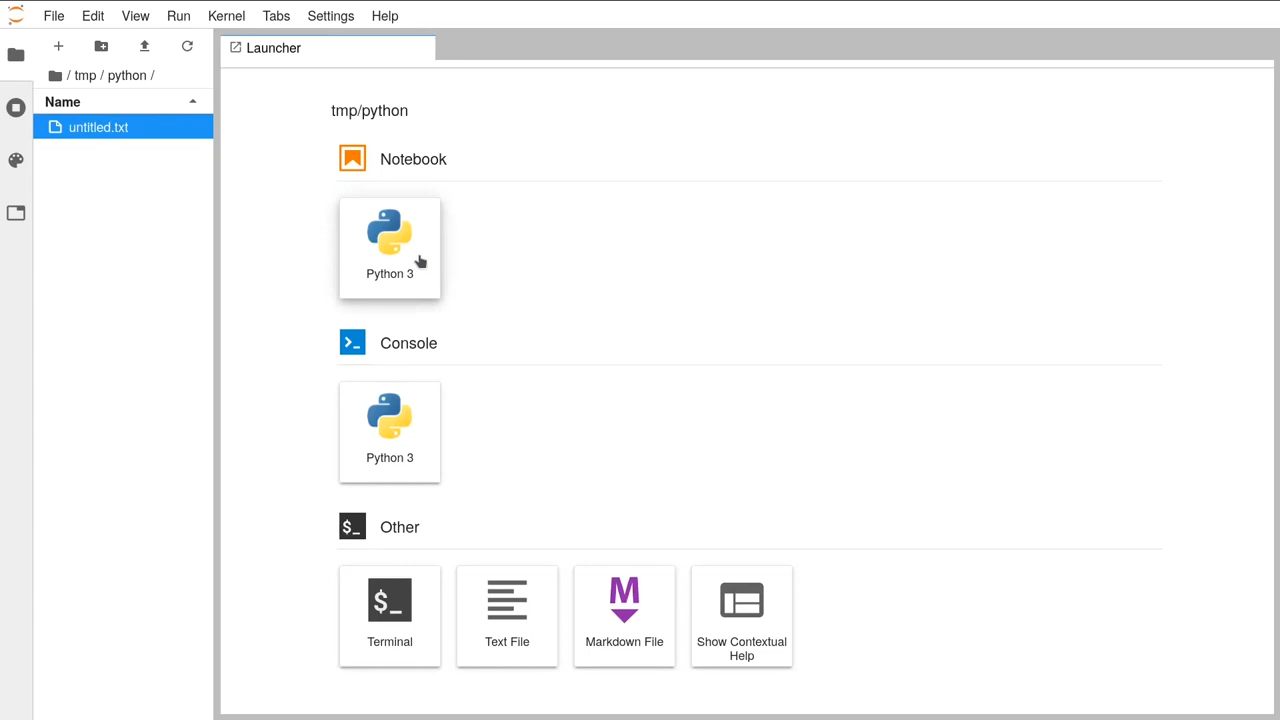 File Edit View Run Kernel Tabs Settings Help
/ tmp / python /
Name
untitled.txt
Launcher
tmp/python
Notebook
Python 3
Console
Python 3
$_ Other
$_
Terminal
Text File
M
Markdown File
Show Contextual
Help